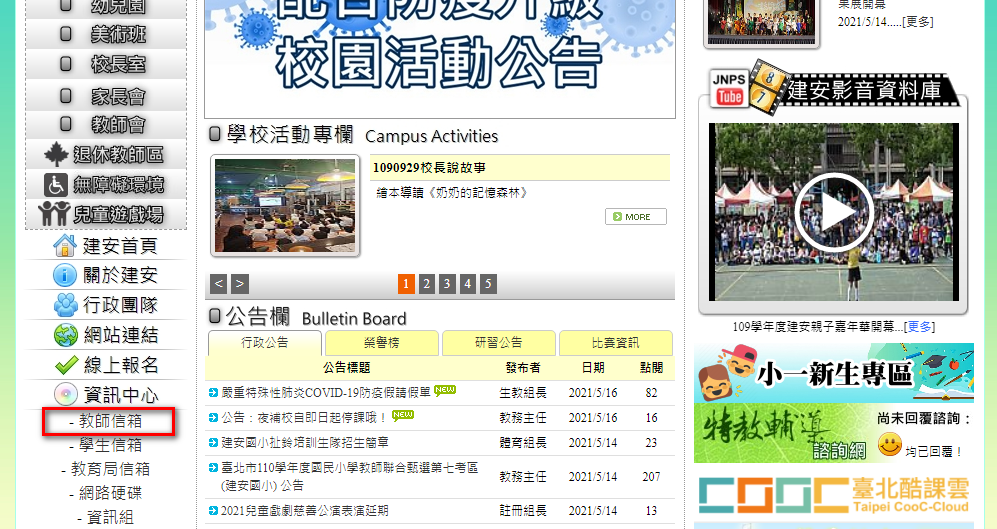 幼兒園
美術班
校長室
家長會
教師會
退休教師區
無障礙環境
兒童遊戲場
建安首頁
關於建安
行政團隊
網站連結
線上報名
資訊中心
- 教師信箱
- 學生信箱
- 教育局信箱
- 網路硬碟
- 資訊組
配合防疫升級
校園活動公告
學校活動專欄 Campus Activities
1090929校長說故事
繪本導讀《奶奶的記憶森林》
MORE
< > 1 2 3 4 5
公告欄 Bulletin Board
行政公告 榮譽榜 研習公告 比賽資訊
公告標題 發布者 日期 點閱
嚴重特殊性肺炎COVID-19防疫假請假單 NEW 生教組長 2021/5/16 82
公告：夜補校自即日起停課哦！ NEW 教務主任 2021/5/16 16
建安國小扯鈴培訓生隊招生簡章 體育組長 2021/5/14 23
臺北市110學年度國民小學教師聯合甄選第七考區
(建安國小) 公告 教務主任 2021/5/14 207
2021兒童戲劇慈善公演表演延期 註冊組長 2021/5/14 13
果展開幕
2021/5/14.....[更多]
JNPS
Tube
8
7
建安影音資料庫
109學年度建安親子嘉年華開幕...[更多]
小一新生專區
特教輔導
諮詢網
尚未回覆諮詢：
均已回覆！
COOC 臺北酷課雲
Taipei CooC-Cloud